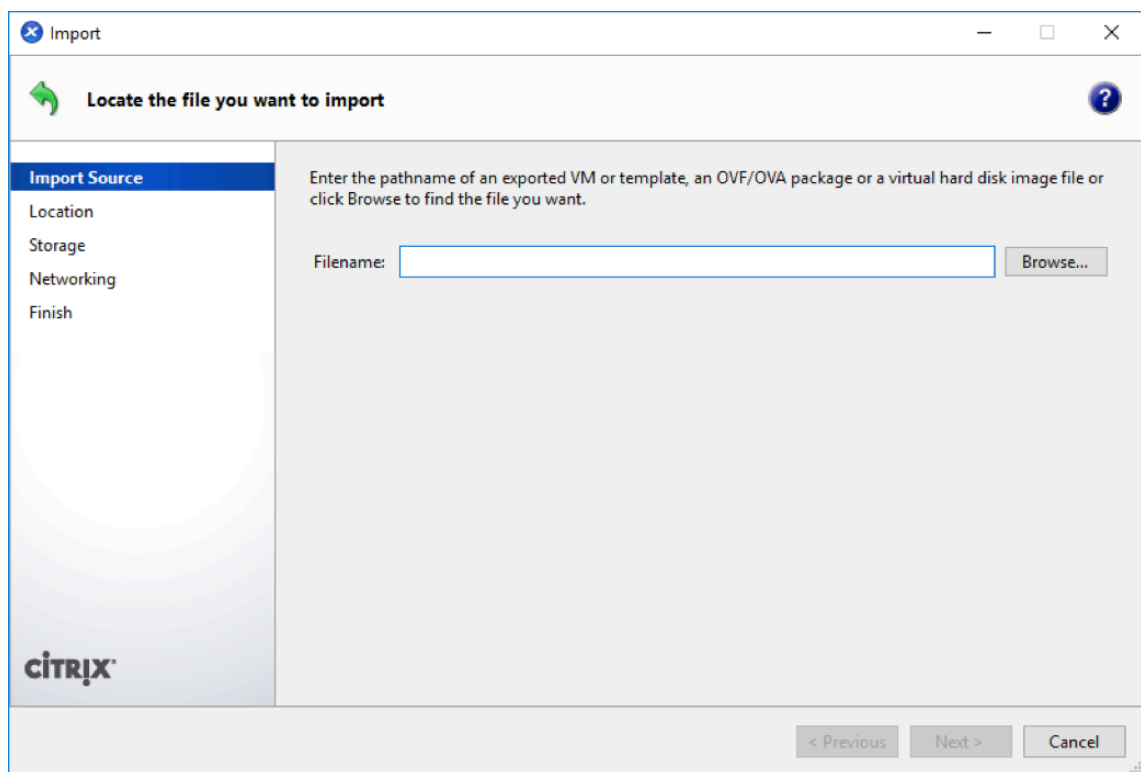 Import
Locate the file you want to import
?
Import Source
Location
Storage
Networking
Finish
Enter the pathname of an exported VM or template, an OVF/OVA package or a virtual hard disk image file or
click Browse to find the file you want.
Filename:
Browse...
CİTRIX
< Previous
Next >
Cancel